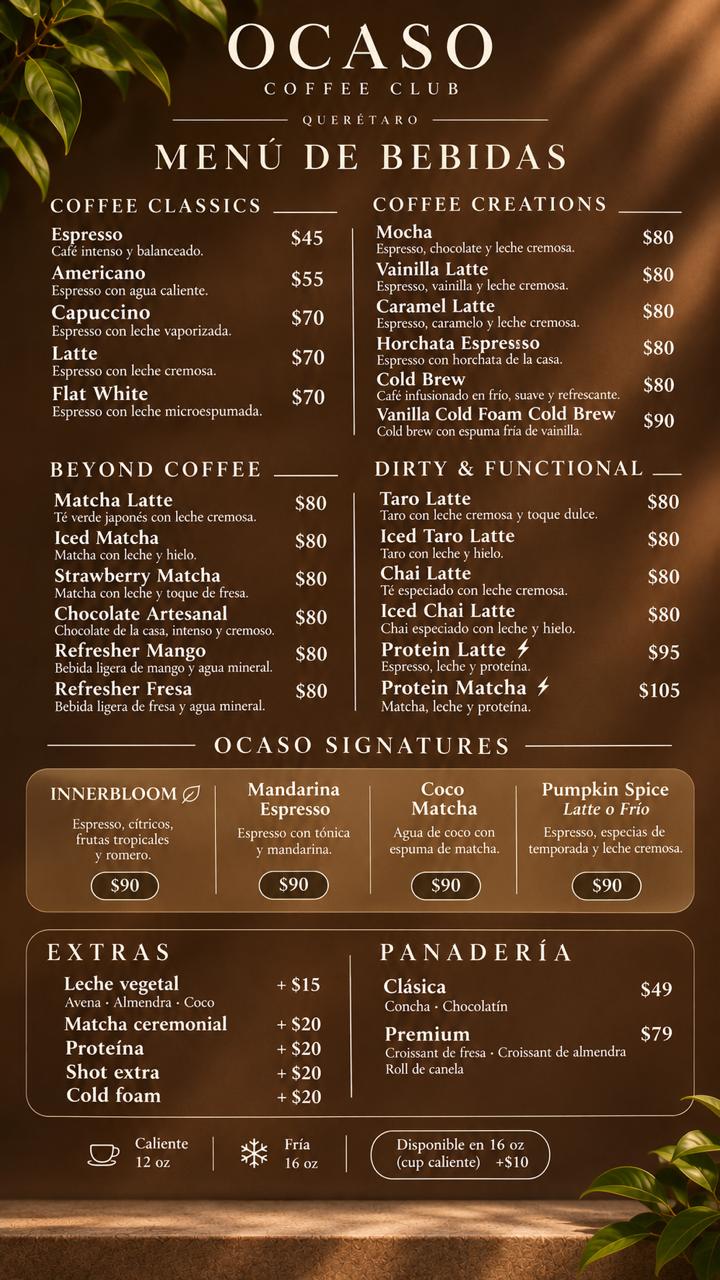 OCASO
COFFEE CLUB
QUERÉTARO
MENÚ DE BEBIDAS
COFFEE CLASSICS
Espresso $45
Café intenso y balanceado.
Americano $55
Espresso con agua caliente.
Capuccino $70
Espresso con leche vaporizada.
Latte $70
Espresso con leche cremosa.
Flat White $70
Espresso con leche microespumada.
COFFEE CREATIONS
Mocha $80
Espresso, chocolate y leche cremosa.
Vainilla Latte $80
Espresso, vainilla y leche cremosa.
Caramel Latte $80
Espresso, caramelo y leche cremosa.
Horchata Espressso $80
Espresso con horchata de la casa.
Cold Brew $80
Café infusionado en frío, suave y refrescante.
Vanilla Cold Foam Cold Brew $90
Cold brew con espuma fría de vainilla.
BEYOND COFFEE
Matcha Latte $80
Té verde japonés con leche cremosa.
Iced Matcha $80
Matcha con leche y hielo.
Strawberry Matcha $80
Matcha con leche y toque de fresa.
Chocolate Artesanal $80
Chocolate de la casa, intenso y cremoso.
Refresher Mango $80
Bebida ligera de mango y agua mineral.
Refresher Fresa $80
Bebida ligera de fresa y agua mineral.
DIRTY & FUNCTIONAL
Taro Latte $80
Taro con leche cremosa y toque dulce.
Iced Taro Latte $80
Taro con leche y hielo.
Chai Latte $80
Té especiado con leche cremosa.
Iced Chai Latte $80
Chai especiado con leche y hielo.
Protein Latte $95
Espresso, leche y proteína.
Protein Matcha $105
Matcha, leche y proteína.
OCASO SIGNATURES
INNERBLOOM
Espresso, cítricos,
frutas tropicales
y romero.
$90
Mandarina
Espresso
Espresso con tónica
y mandarina.
$90
Coco
Matcha
Agua de coco con
espuma de matcha.
$90
Pumpkin Spice
Latte o Frío
Espresso, especias de
temporada y leche cremosa.
$90
EXTRAS
Leche vegetal + $15
Avena · Almendra · Coco
Matcha ceremonial + $20
Proteína + $20
Shot extra + $20
Cold foam + $20
PANADERÍA
Clásica $49
Concha · Chocolatín
Premium $79
Croissant de fresa · Croissant de almendra
Roll de canela
Caliente
12 oz
Fría
16 oz
Disponible en 16 oz
(cup caliente) +$10